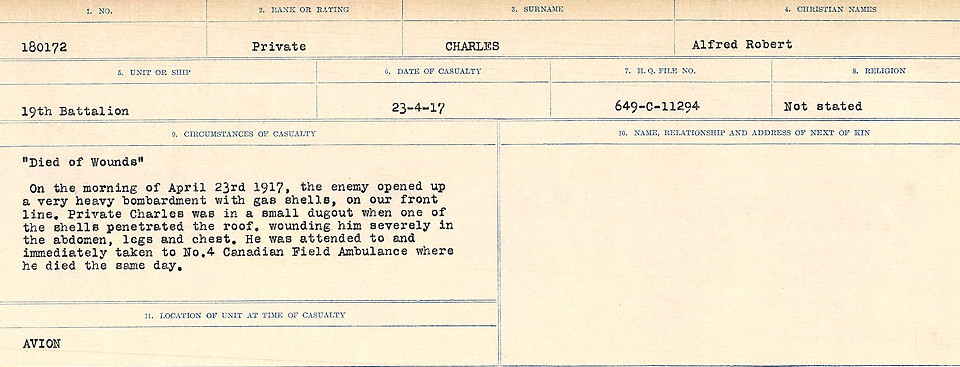 1. NO.
2. RANK OR RATING
3. SURNAME
4. CHRISTIAN NAMES
180172
Private
CHARLES
Alfred Robert
5. UNIT OR SHIP
6. DATE OF CASUALTY
7. H. Q. FILE NO.
8. RELIGION
19th Battalion
23-4-17
649-C-11294
Not stated
9. CIRCUMSTANCES OF CASUALTY
10. NAME, RELATIONSHIP AND ADDRESS OF NEXT OF KIN
"Died of Wounds"
On the morning of April 23rd 1917, the enemy opened up
a very heavy bombardment with gas shells, on our front
line. Private Charles was in a small dugout when one of
the shells penetrated the roof. wounding him severely in
the abdomen, legs and chest. He was attended to and
immediately taken to No.4 Canadian Field Ambulance where
he died the same day.
11. LOCATION OF UNIT AT TIME OF CASUALTY
AVION